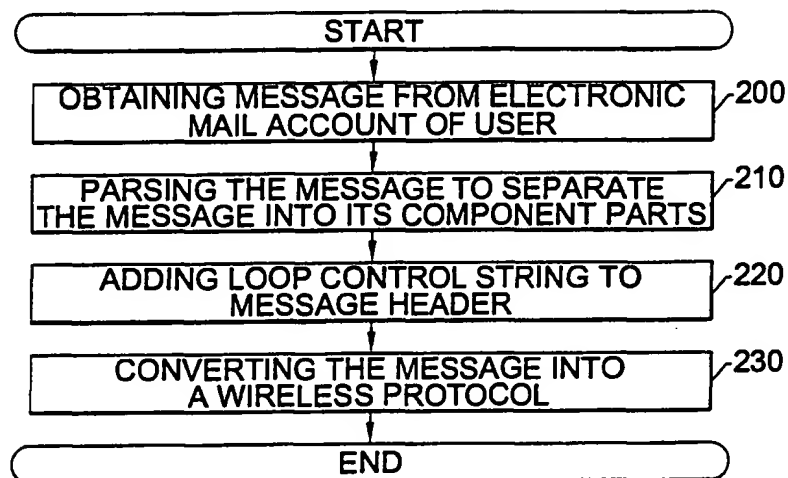 START
OBTAINING MESSAGE FROM ELECTRONIC
MAIL ACCOUNT OF USER
200
PARSING THE MESSAGE TO SEPARATE
THE MESSAGE INTO ITS COMPONENT PARTS
210
ADDING LOOP CONTROL STRING TO
MESSAGE HEADER
220
CONVERTING THE MESSAGE INTO
A WIRELESS PROTOCOL
230
END